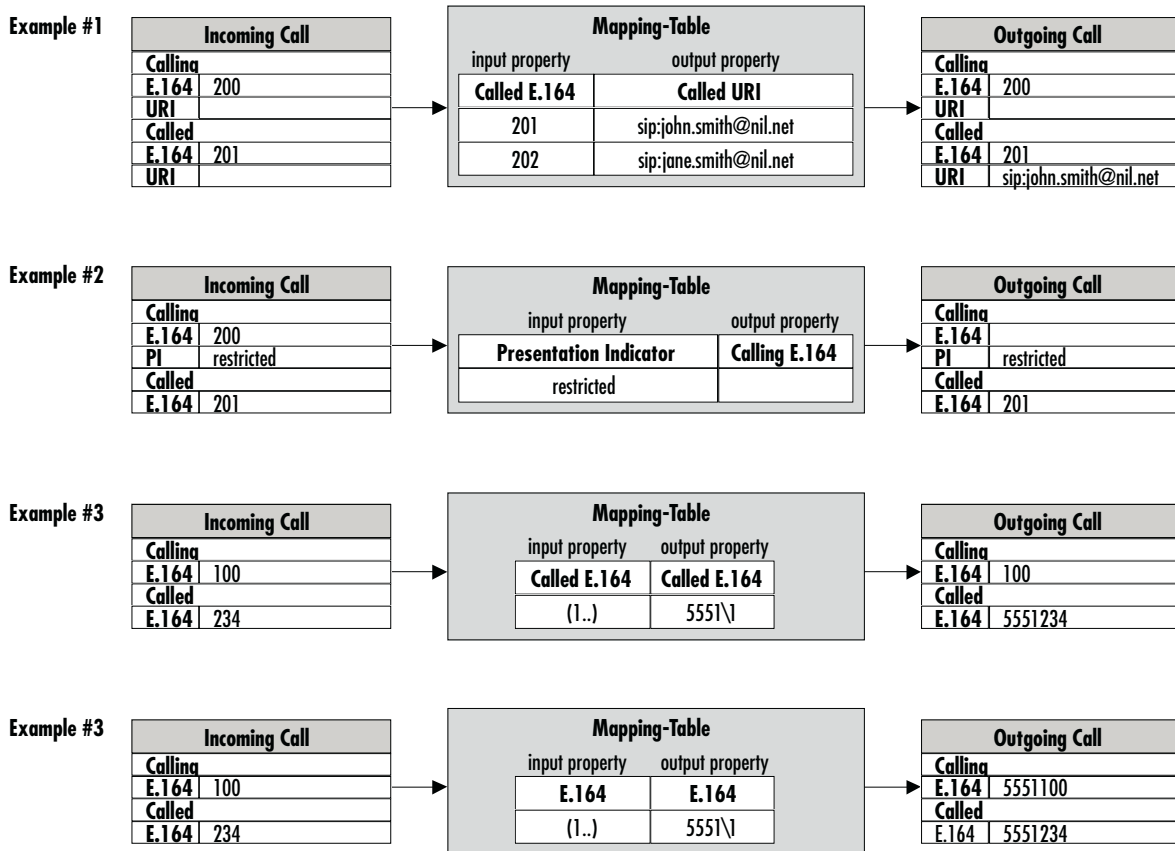 Example #1
Incoming Call
Calling
E.164 200
URI
Called
E.164 201
URI
Mapping-Table
input property output property
Called E.164 Called URI
201 sip:john.smith@nil.net
202 sip:jane.smith@nil.net
Outgoing Call
Calling
E.164 200
URI
Called
E.164 201
URI sip:john.smith@nil.net
Example #2
Incoming Call
Calling
E.164 200
PI restricted
Called
E.164 201
Mapping-Table
input property output property
Presentation Indicator Calling E.164
restricted
Outgoing Call
Calling
E.164
PI restricted
Called
E.164 201
Example #3
Incoming Call
Calling
E.164 100
Called
E.164 234
Mapping-Table
input property output property
Called E.164 Called E.164
(1..) 5551\1
Outgoing Call
Calling
E.164 100
Called
E.164 5551234
Example #3
Incoming Call
Calling
E.164 100
Called
E.164 234
Mapping-Table
input property output property
E.164 E.164
(1..) 5551\1
Outgoing Call
Calling
E.164 5551100
Called
E.164 5551234